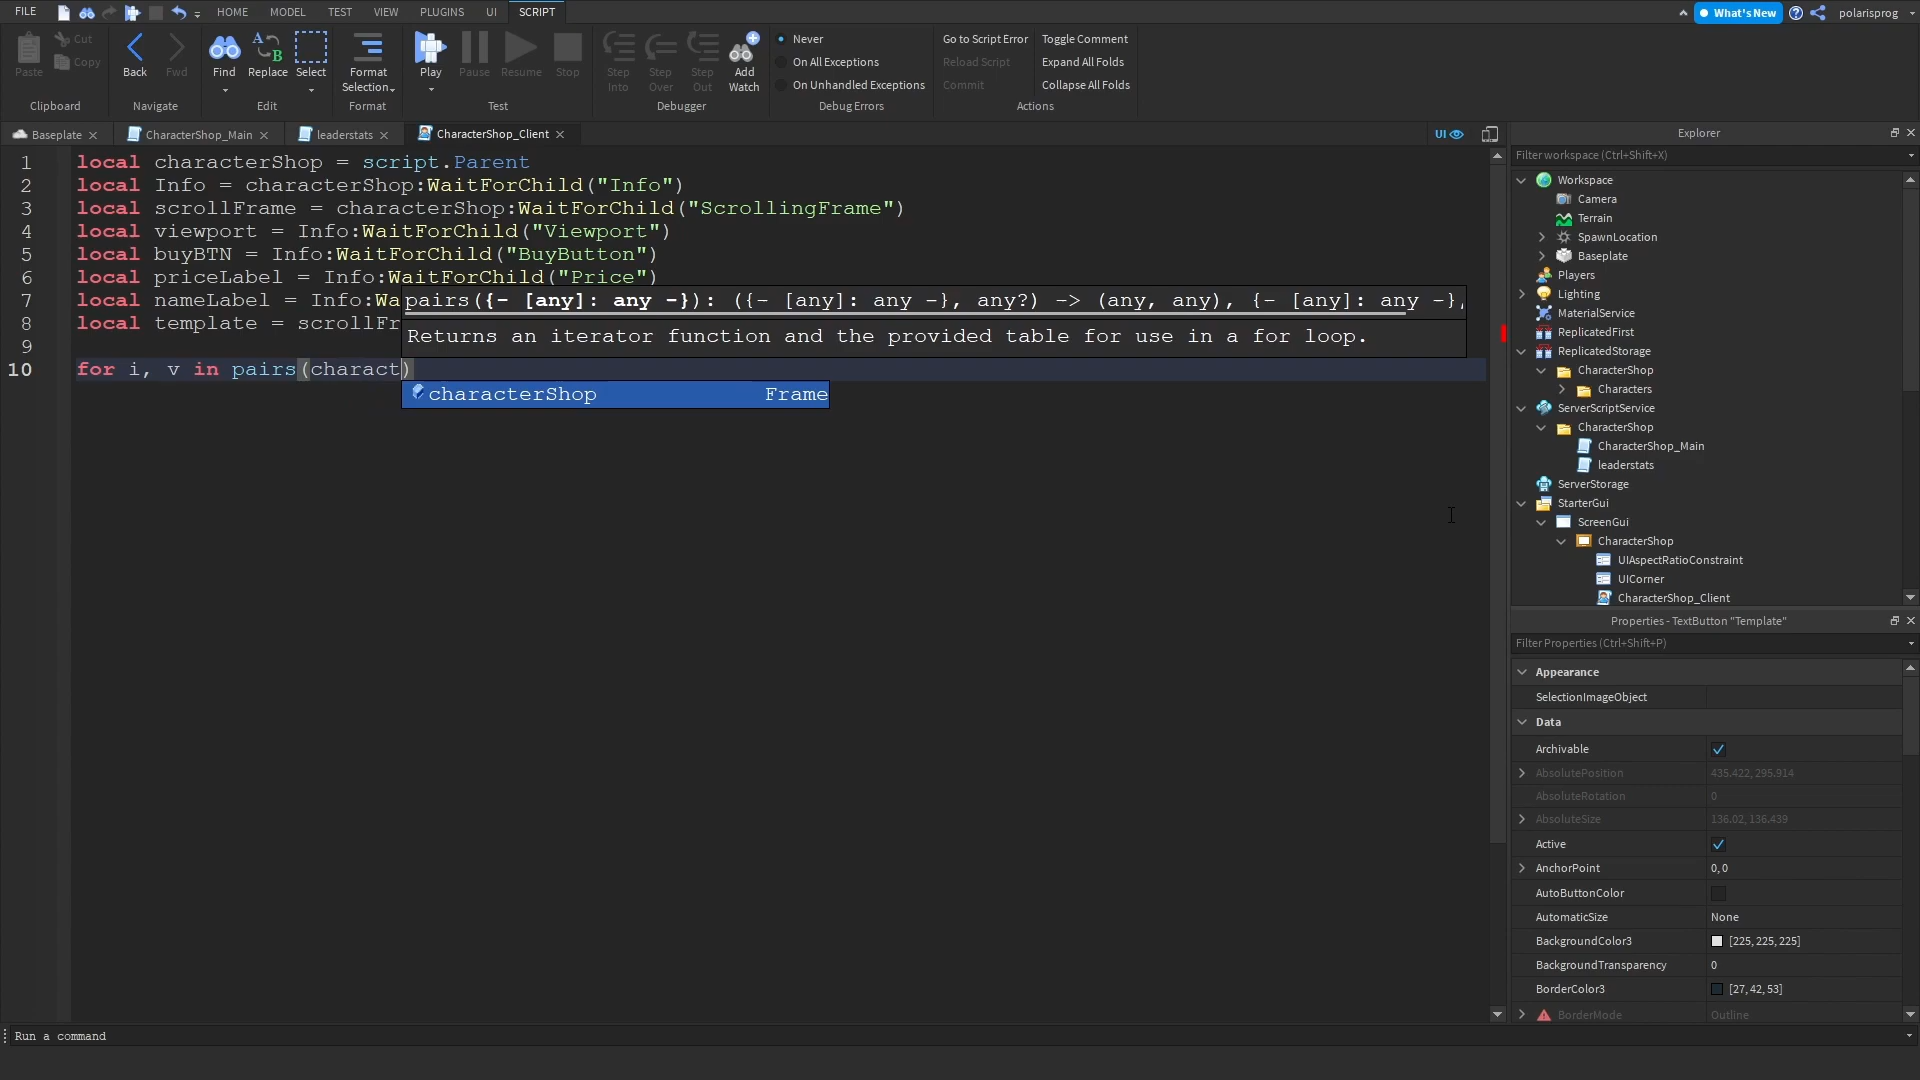 FILE
HOME
MODEL
TEST
VIEW
PLUGINS
UI
SCRIPT
What's New
polarisprog
Paste
Cut
Copy
Clipboard
Back
Fwd
Navigate
Find
Replace
Select
Edit
Format
Selection
Format
Play
Pause
Resume
Stop
Test
Step
Into
Step
Over
Step
Out
Add
Watch
Debugger
Never
On All Exceptions
On Unhandled Exceptions
Debug Errors
Go to Script Error
Reload Script
Commit
Toggle Comment
Expand All Folds
Collapse All Folds
Actions
Baseplate
CharacterShop_Main
leaderstats
CharacterShop_Client
UI
1 local characterShop = script.Parent
2 local Info = characterShop:WaitForChild("Info")
3 local scrollFrame = characterShop:WaitForChild("ScrollingFrame")
4 local viewport = Info:WaitForChild("Viewport")
5 local buyBTN = Info:WaitForChild("BuyButton")
6 local priceLabel = Info:WaitForChild("Price")
7 local nameLabel = Info:Wa
pairs({- [any]: any -}): ({- [any]: any -}, any?) -> (any, any), {- [any]: any -},
8 local template = scrollFr
Returns an iterator function and the provided table for use in a for loop.
9
10 for i, v in pairs(charact)
characterShop Frame
Explorer
Filter workspace (Ctrl+Shift+X)
Workspace
Camera
Terrain
SpawnLocation
Baseplate
Players
Lighting
MaterialService
ReplicatedFirst
ReplicatedStorage
CharacterShop
Characters
ServerScriptService
CharacterShop
CharacterShop_Main
leaderstats
ServerStorage
StarterGui
ScreenGui
CharacterShop
UIAspectRatioConstraint
UICorner
CharacterShop_Client
Properties - TextButton "Template"
Filter Properties (Ctrl+Shift+P)
Appearance
SelectionImageObject
Data
Archivable
AbsolutePosition 435.422, 295.914
AbsoluteRotation 0
AbsoluteSize 136.02, 136.439
Active
AnchorPoint 0, 0
AutoButtonColor
AutomaticSize None
BackgroundColor3 [225, 225, 225]
BackgroundTransparency 0
BorderColor3 [27, 42, 53]
BorderMode Outline
Run a command